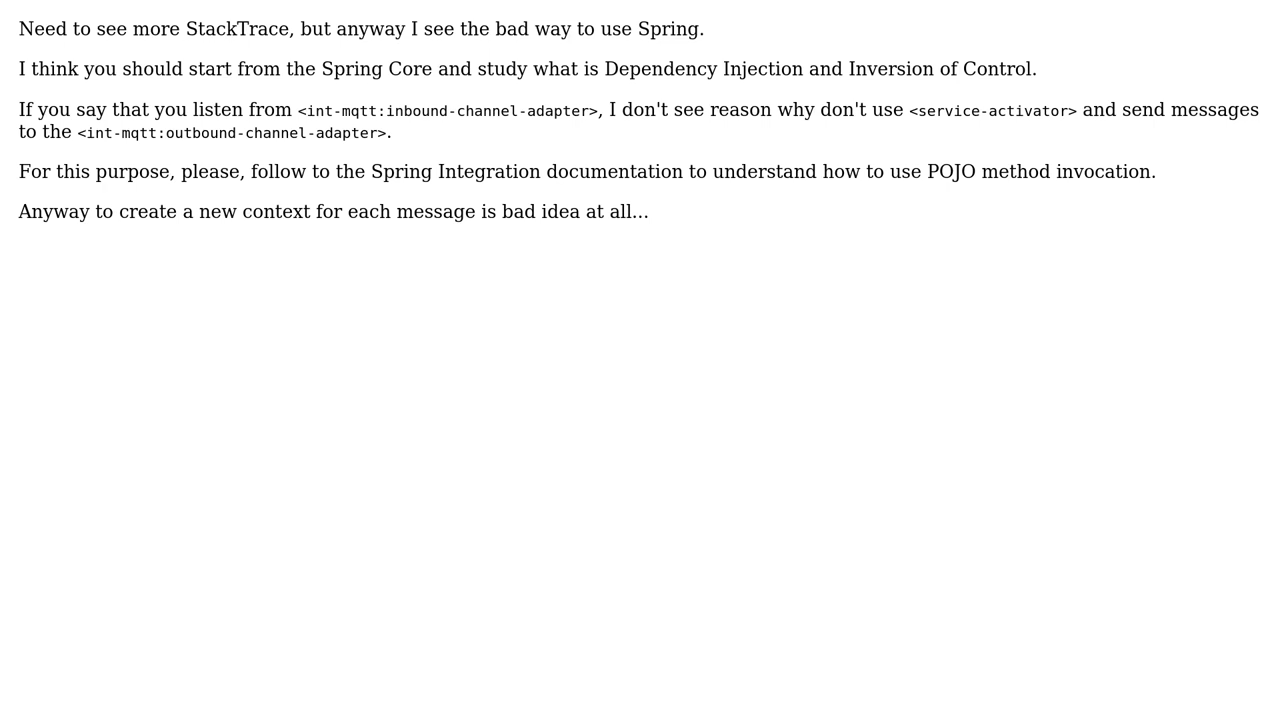 Need to see more StackTrace, but anyway I see the bad way to use Spring.
I think you should start from the Spring Core and study what is Dependency Injection and Inversion of Control.
If you say that you listen from <int-mqtt:inbound-channel-adapter>, I don't see reason why don't use <service-activator> and send messages
to the <int-mqtt:outbound-channel-adapter>.
For this purpose, please, follow to the Spring Integration documentation to understand how to use POJO method invocation.
Anyway to create a new context for each message is bad idea at all...